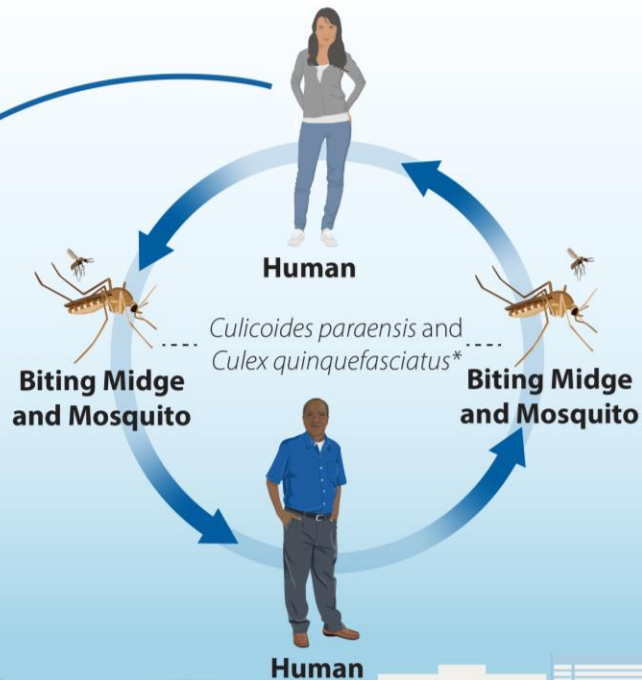 Human
Culicoides paraensis and
Culex quinquefasciatus*
Biting Midge
and Mosquito
Biting Midge
and Mosquito
Human